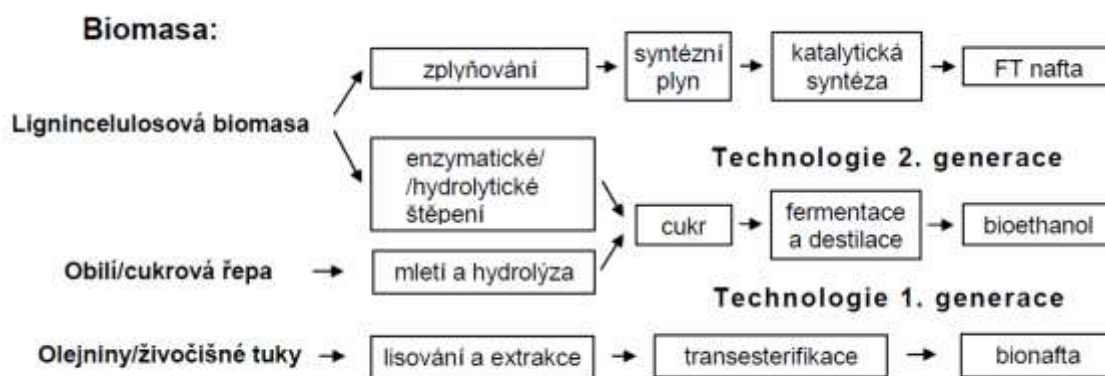 Biomasa:
zplyňování
syntézní
plyn
katalytická
syntéza
FT nafta
Lignincelulosová biomasa
enzymatické/
/hydrolytické
štěpení
Technologie 2. generace
cukr
fermentace
a destilace
bioethanol
Obilí/cukrová řepa
mletí a hydrolýza
Technologie 1. generace
Olejniny/živočišné tuky
lisování a extrakce
transesterifikace
bionafta